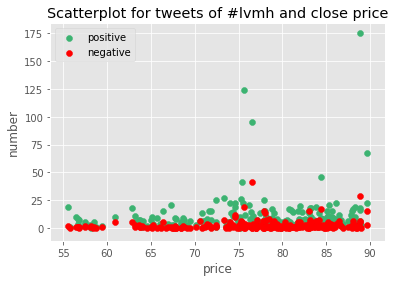 Scatterplot for tweets of #lvmh and close price
positive
negative
175
150
125
100
75
50
25
0
number
55 60 65 70 75 80 85 90
price